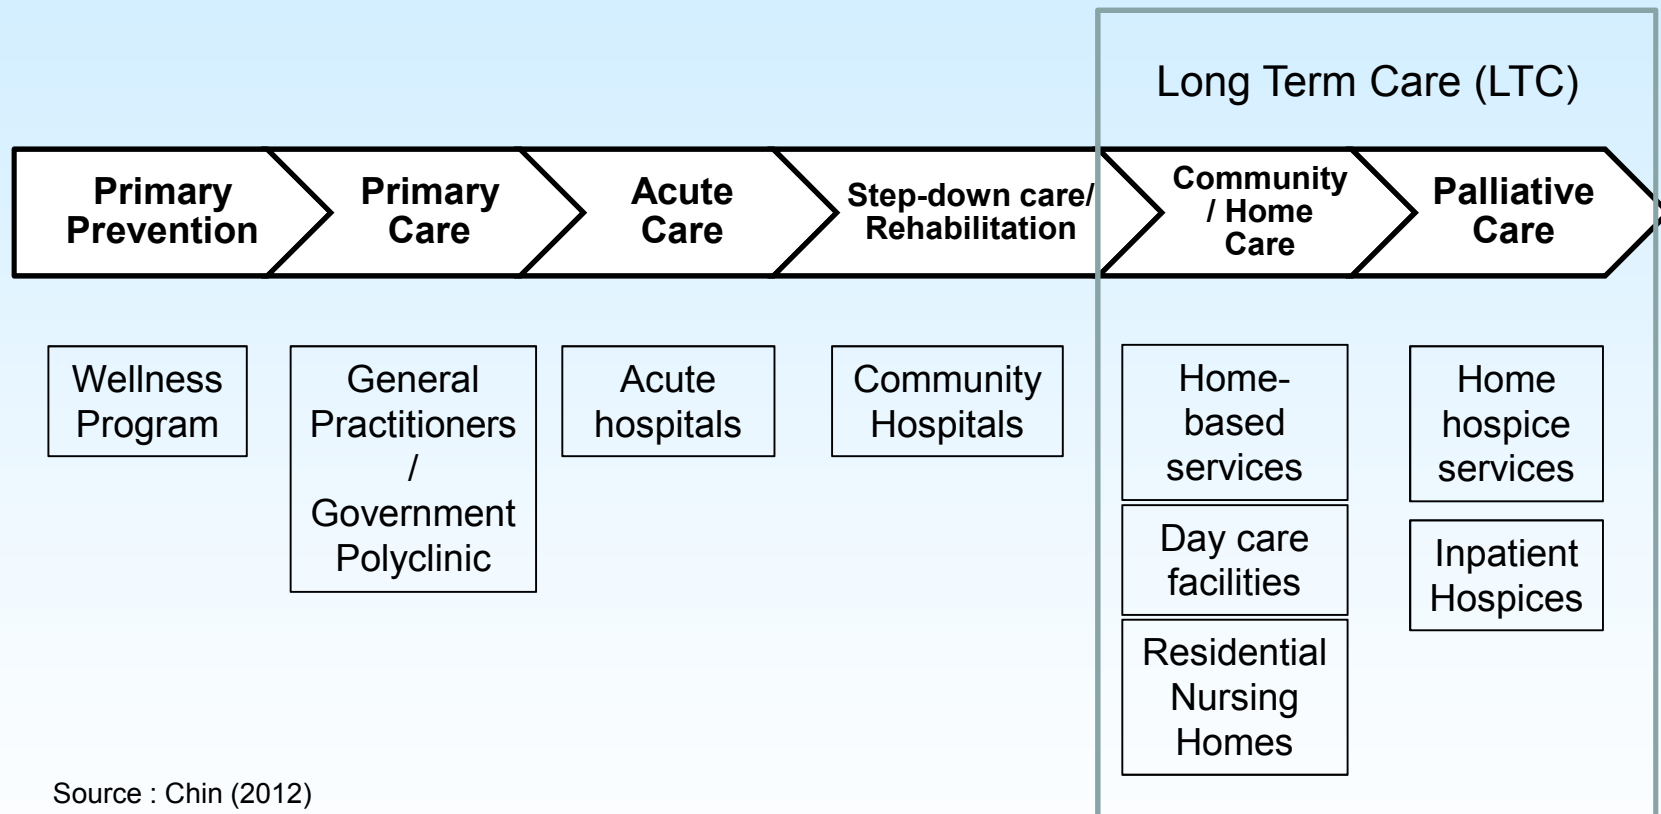 Long Term Care (LTC)
Primary
Prevention
Primary
Care
Acute
Care
Step-down care/
Rehabilitation
Community
/ Home
Care
Palliative
Care
Wellness
Program
General
Practitioners
/
Government
Polyclinic
Acute
hospitals
Community
Hospitals
Home-
based
services
Day care
facilities
Residential
Nursing
Homes
Home
hospice
services
Inpatient
Hospices
Source : Chin (2012)